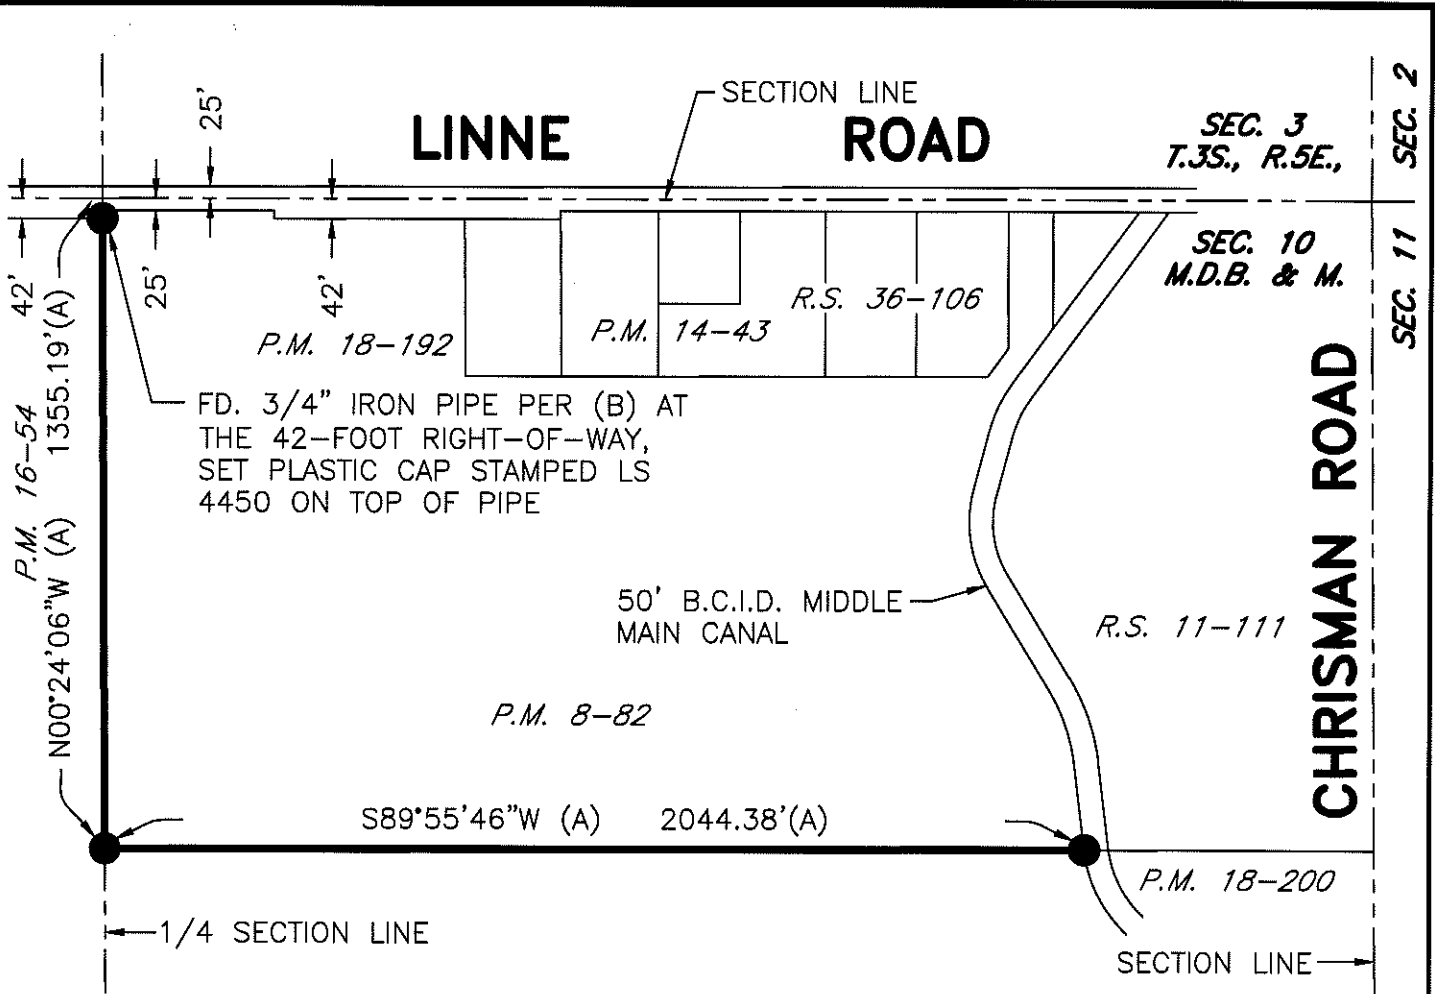 SECTION LINE
LINNE ROAD
SEC. 3
T.3S., R.5E.,
SEC. 2
25'
42'
25'
42'
SEC. 10
M.D.B. & M.
SEC. 11
P.M. 18-192
P.M. 14-43
R.S. 36-106
P.M. 16-54
1355.19'(A)
N00°24'06"W (A)
FD. 3/4" IRON PIPE PER (B) AT
THE 42-FOOT RIGHT-OF-WAY,
SET PLASTIC CAP STAMPED LS
4450 ON TOP OF PIPE
50' B.C.I.D. MIDDLE
MAIN CANAL
R.S. 11-111
CHRISMAN ROAD
P.M. 8-82
S89°55'46"W (A) 2044.38'(A)
P.M. 18-200
1/4 SECTION LINE
SECTION LINE